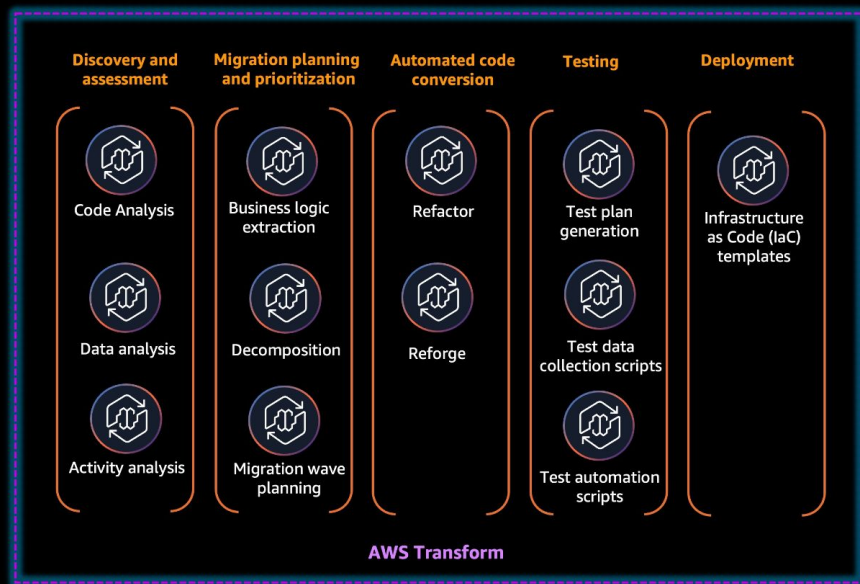 Discovery and
assessment
Migration planning
and prioritization
Automated code
conversion
Testing
Deployment
Code Analysis
Data analysis
Activity analysis
Business logic
extraction
Decomposition
Migration wave
planning
Refactor
Reforge
Test plan
generation
Test data
collection scripts
Test automation
scripts
Infrastructure
as Code (IaC)
templates
AWS Transform